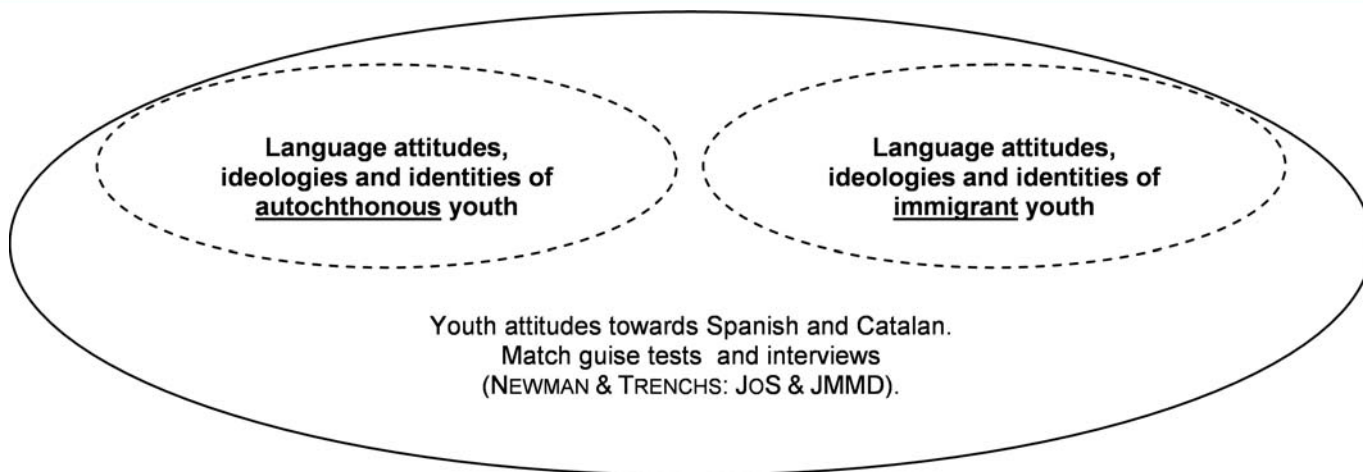 Language attitudes,
ideologies and identities of
autochthonous youth
Language attitudes,
ideologies and identities of
immigrant youth
Youth attitudes towards Spanish and Catalan.
Match guise tests and interviews
(NEWMAN & TRENCHS: JOS & JMMD).